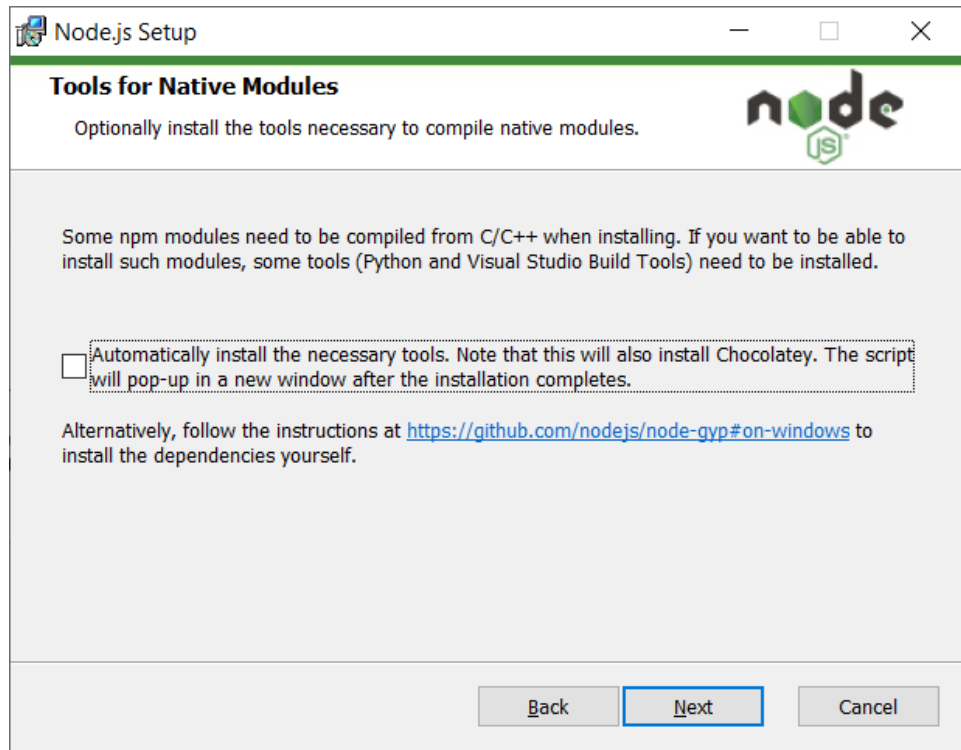 Node.js Setup
Tools for Native Modules
Optionally install the tools necessary to compile native modules.
node
JS
Some npm modules need to be compiled from C/C++ when installing. If you want to be able to
install such modules, some tools (Python and Visual Studio Build Tools) need to be installed.
Automatically install the necessary tools. Note that this will also install Chocolatey. The script
will pop-up in a new window after the installation completes.
Alternatively, follow the instructions at https://github.com/nodejs/node-gyp#on-windows to
install the dependencies yourself.
Back
Next
Cancel